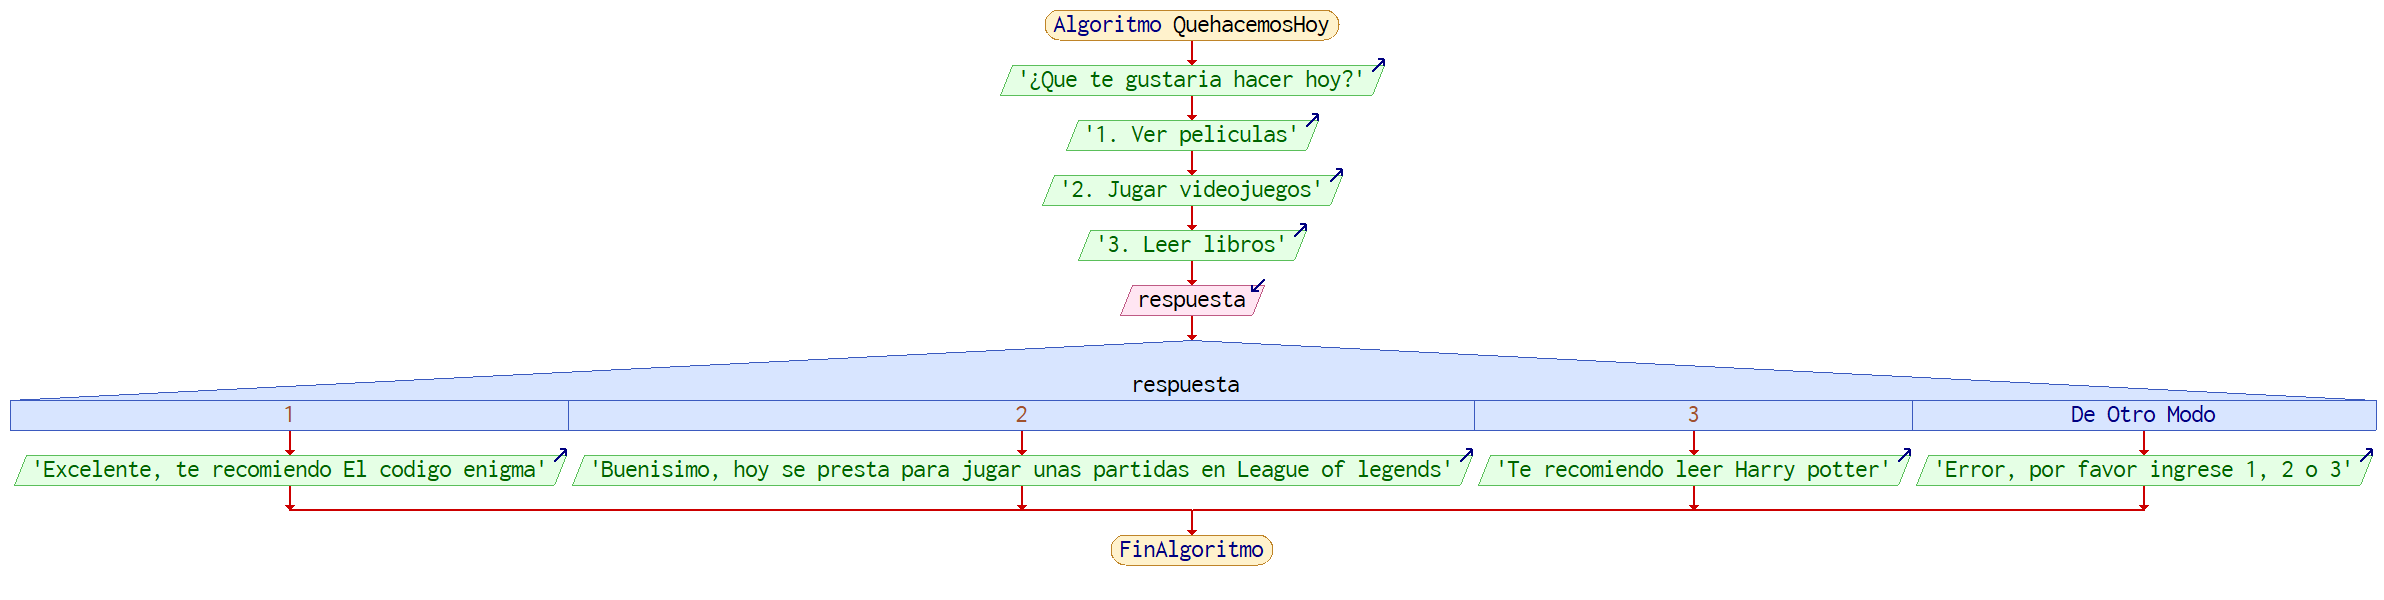 Algoritmo QuehacemosHoy
'¿Que te gustaria hacer hoy?'
'1. Ver peliculas'
'2. Jugar videojuegos'
'3. Leer libros'
respuesta
respuesta
1
2
3
De Otro Modo
'Excelente, te recomiendo El codigo enigma'
'Buenisimo, hoy se presta para jugar unas partidas en League of legends'
'Te recomiendo leer Harry potter'
'Error, por favor ingrese 1, 2 o 3'
FinAlgoritmo